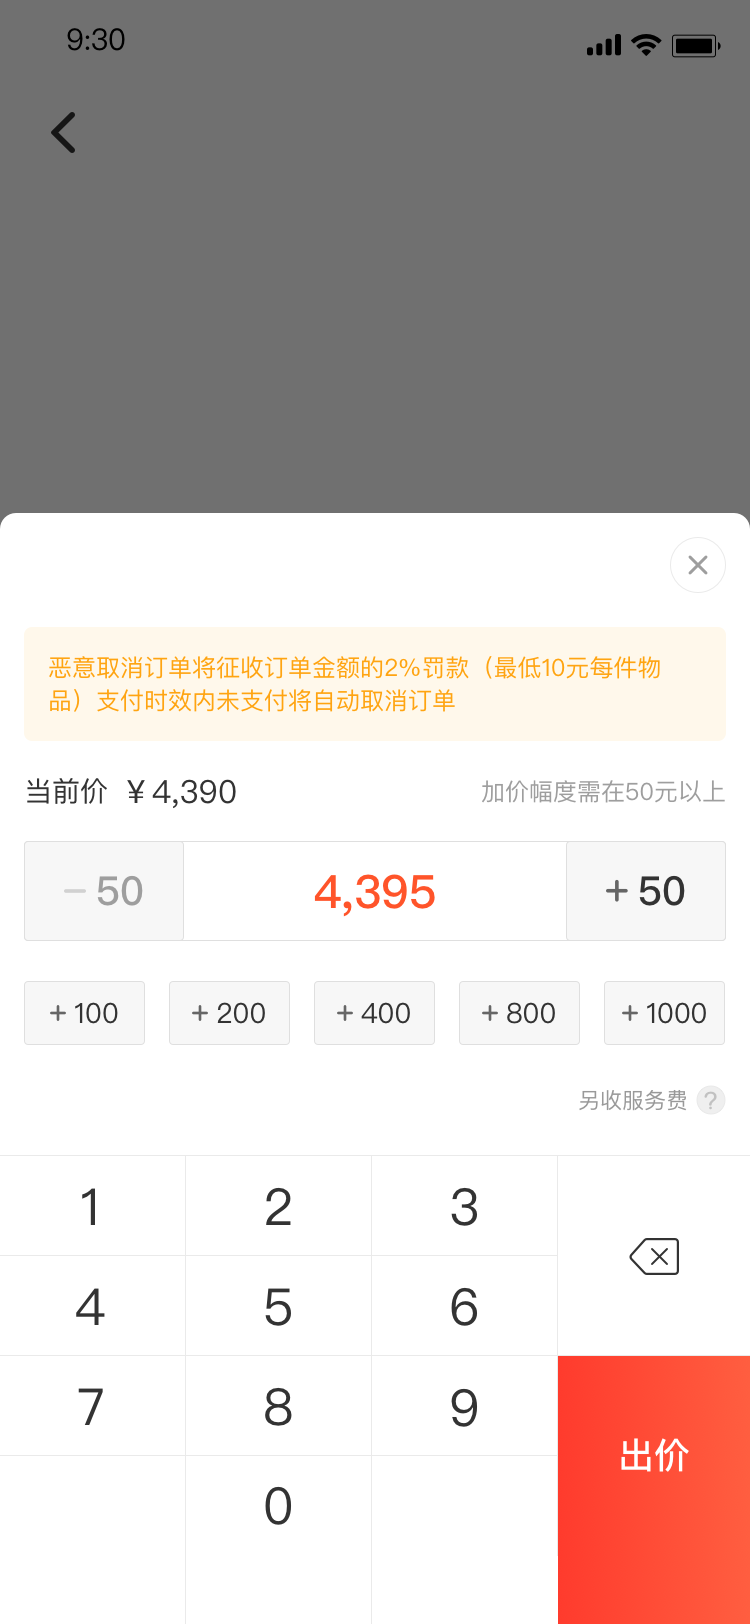 9:30
恶意取消订单将征收订单金额的2%罚款（最低10元每件物
品）支付时效内未支付将自动取消订单
当前价 ¥ 4,390 加价幅度需在50元以上
－ 50 4,395 + 50
+ 100 + 200 + 400 + 800 + 1000
另收服务费 ?
1 2 3
4 5 6
7 8 9
出价
0